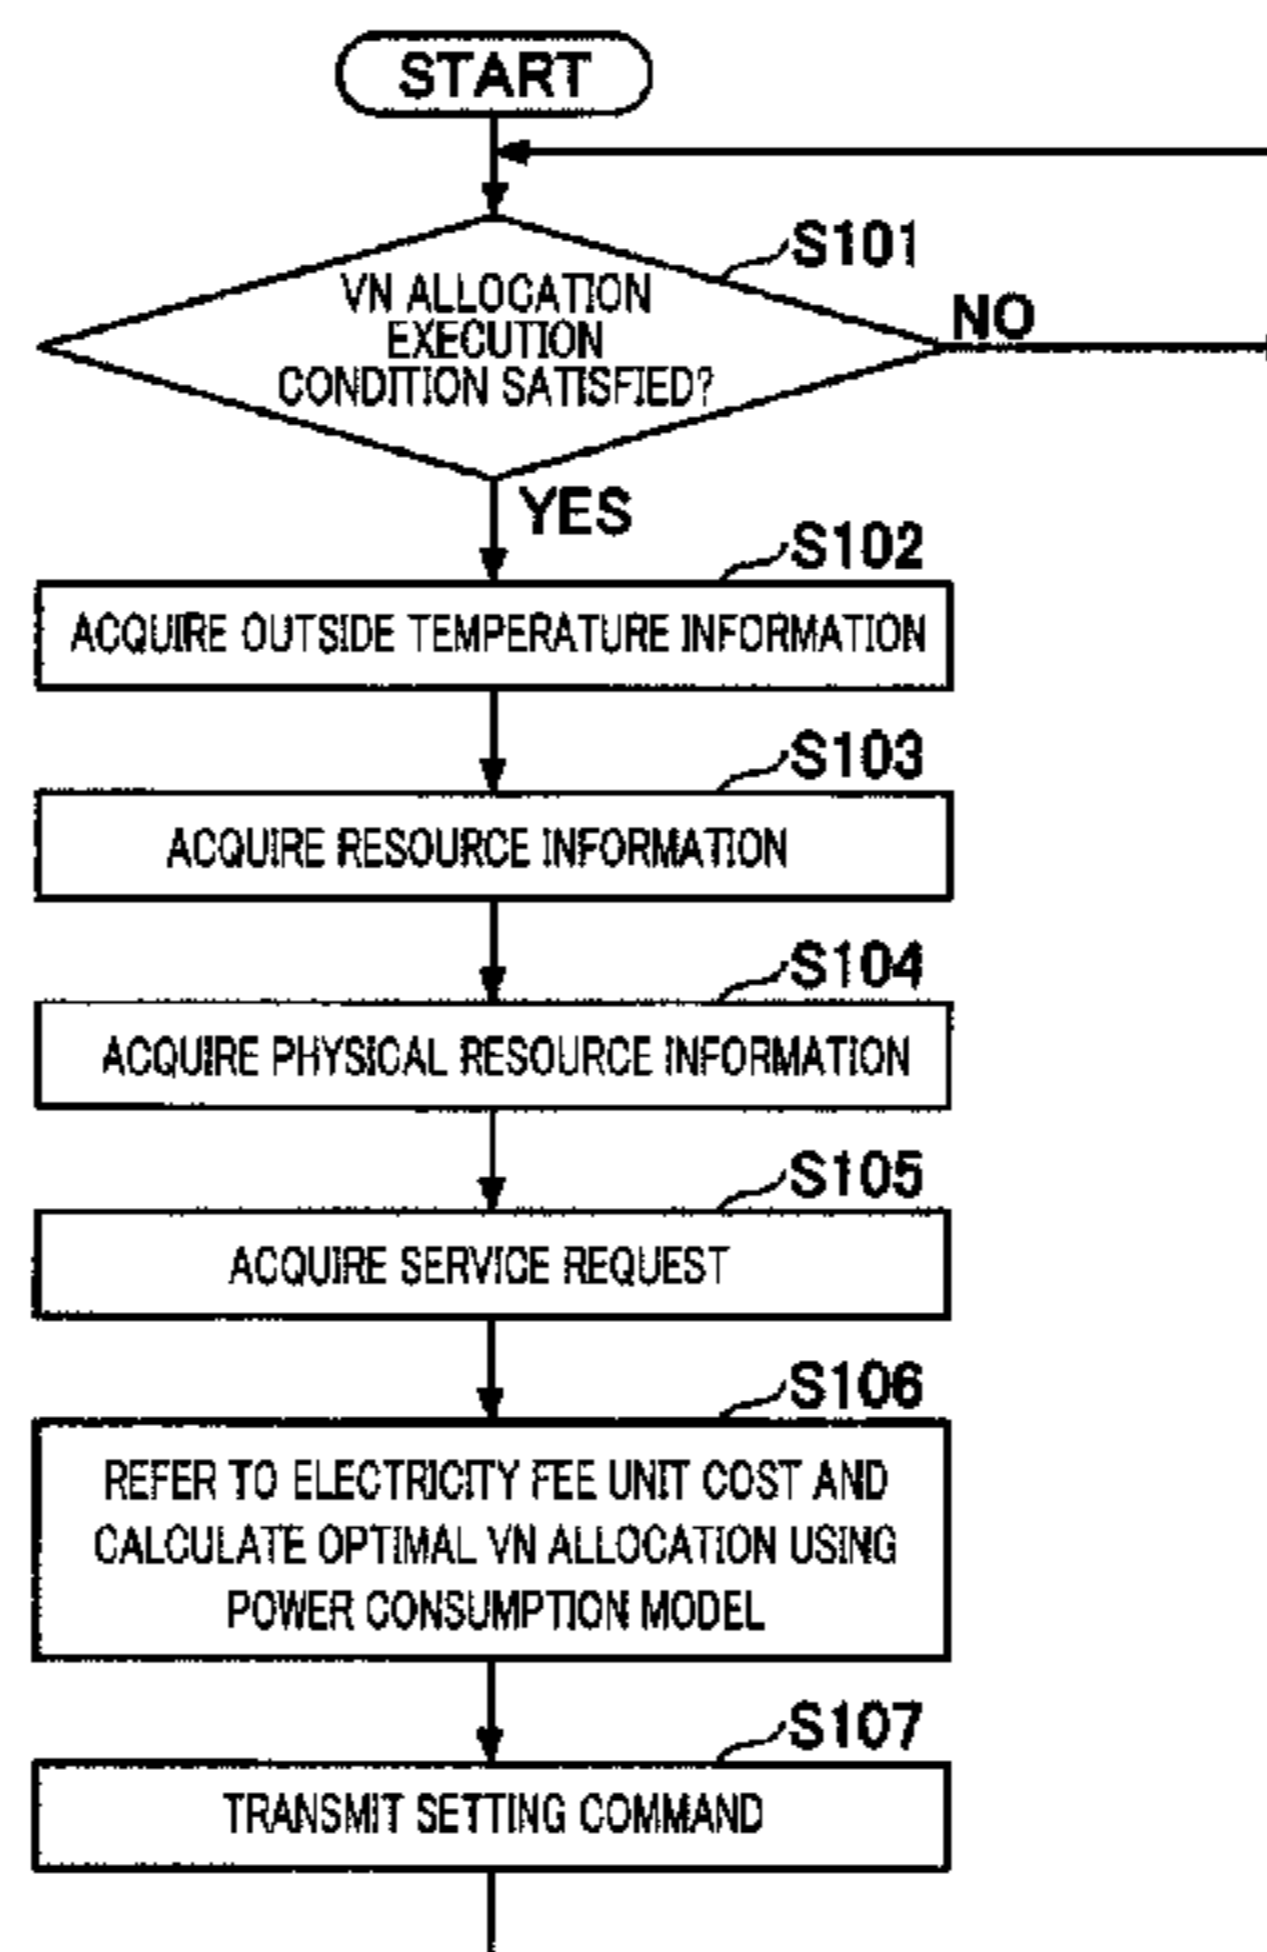 START
S101
VN ALLOCATION
EXECUTION
CONDITION SATISFIED?
NO
YES
S102
ACQUIRE OUTSIDE TEMPERATURE INFORMATION
S103
ACQUIRE RESOURCE INFORMATION
S104
ACQUIRE PHYSICAL RESOURCE INFORMATION
S105
ACQUIRE SERVICE REQUEST
S106
REFER TO ELECTRICITY FEE UNIT COST AND
CALCULATE OPTIMAL VN ALLOCATION USING
POWER CONSUMPTION MODEL
S107
TRANSMIT SETTING COMMAND